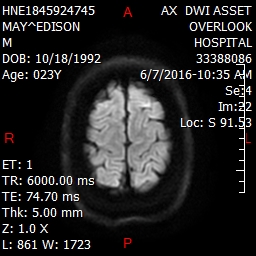 HNE1845924745
MAY^EDISON
M
DOB: 10/18/1992
Age: 023Y
A
AX DWI ASSET
OVERLOOK
HOSPITAL
33388086
6/7/2016-10:35 AM
Se:4
Im:22
Loc: S 91.53
R
L
ET: 1
TR: 6000.00 ms
TE: 74.70 ms
Thk: 5.00 mm
Z: 1.0 X
L: 861 W: 1723
P